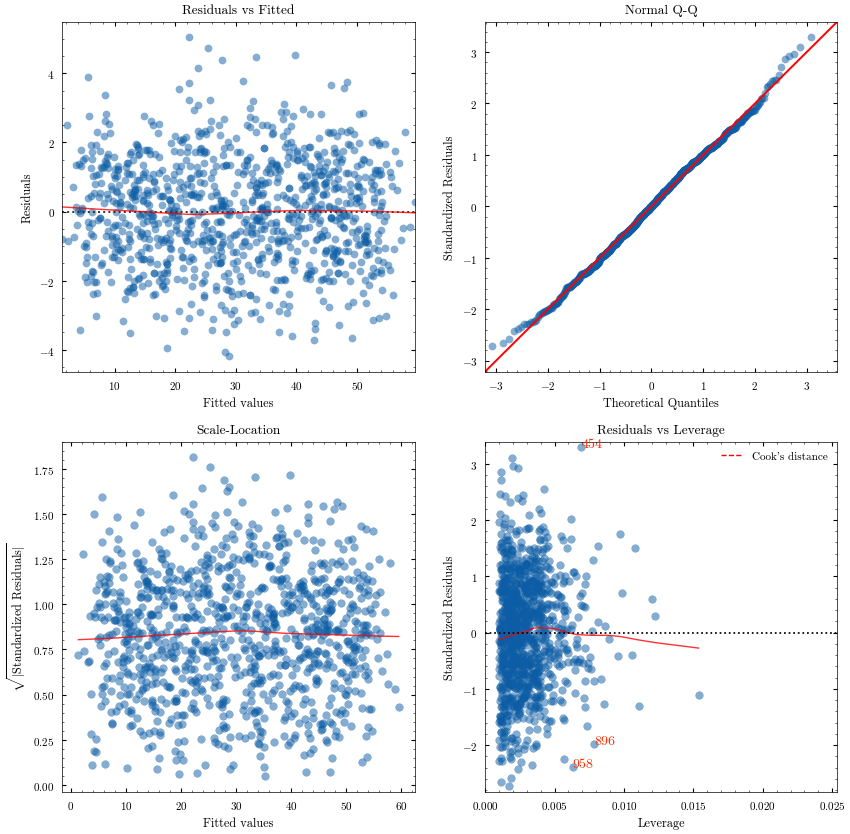 Residuals vs Fitted
Residuals
4
2
0
−2
−4
10 20 30 40 50
Fitted values
Normal Q-Q
Standardized Residuals
3
2
1
0
−1
−2
−3
−3 −2 −1 0 1 2 3
Theoretical Quantiles
Scale-Location
√|Standardized Residuals|
1.75
1.50
1.25
1.00
0.75
0.50
0.25
0.00
0 10 20 30 40 50 60
Fitted values
Residuals vs Leverage
Standardized Residuals
454
Cook's distance
3
2
1
0
−1
−2
896
958
0.000 0.005 0.010 0.015 0.020 0.025
Leverage